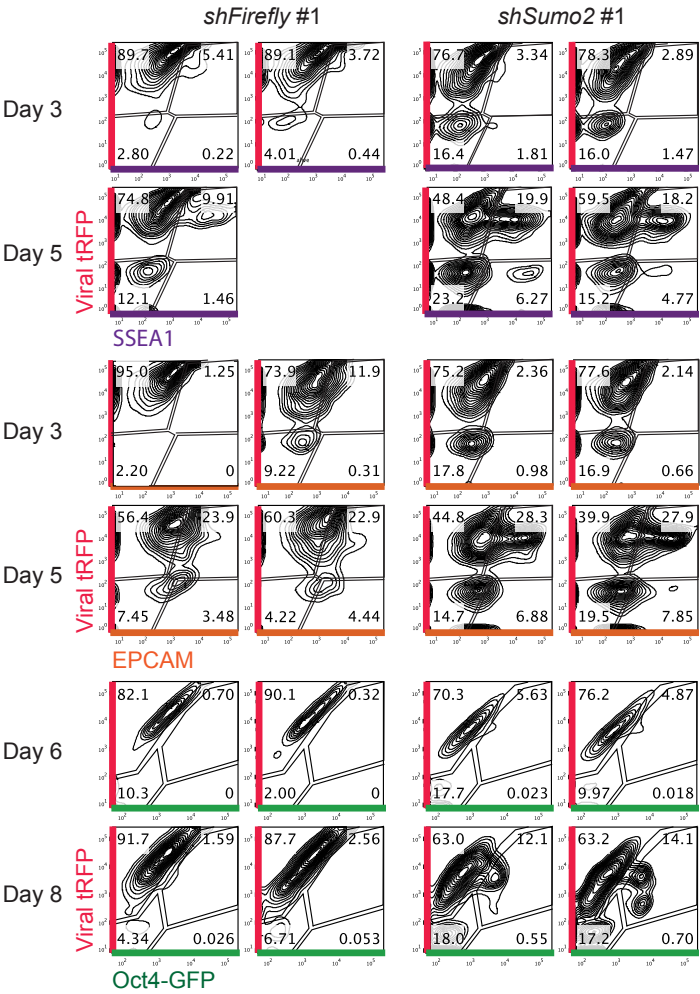 shFirefly #1 shSumo2 #1
Day 3
89.7 5.41 89.1 3.72 76.7 3.34 78.3 2.89
2.80 0.22 4.01 0.44 16.4 1.81 16.0 1.47
Day 5
Viral tRFP
74.8 9.91 48.4 19.9 59.5 18.2
12.1 1.46 23.2 6.27 15.2 4.77
SSEA1
Day 3
95.0 1.25 73.9 11.9 75.2 2.36 77.6 2.14
2.20 0 9.22 0.31 17.8 0.98 16.9 0.66
Day 5
Viral tRFP
56.4 23.9 60.3 22.9 44.8 28.3 39.9 27.9
7.45 3.48 4.22 4.44 14.7 6.88 19.5 7.85
EPCAM
Day 6
82.1 0.70 90.1 0.32 70.3 5.63 76.2 4.87
10.3 0 2.00 0 17.7 0.023 9.97 0.018
Day 8
Viral tRFP
91.7 1.59 87.7 2.56 63.0 12.1 63.2 14.1
4.34 0.026 6.71 0.053 18.0 0.55 17.2 0.70
Oct4-GFP